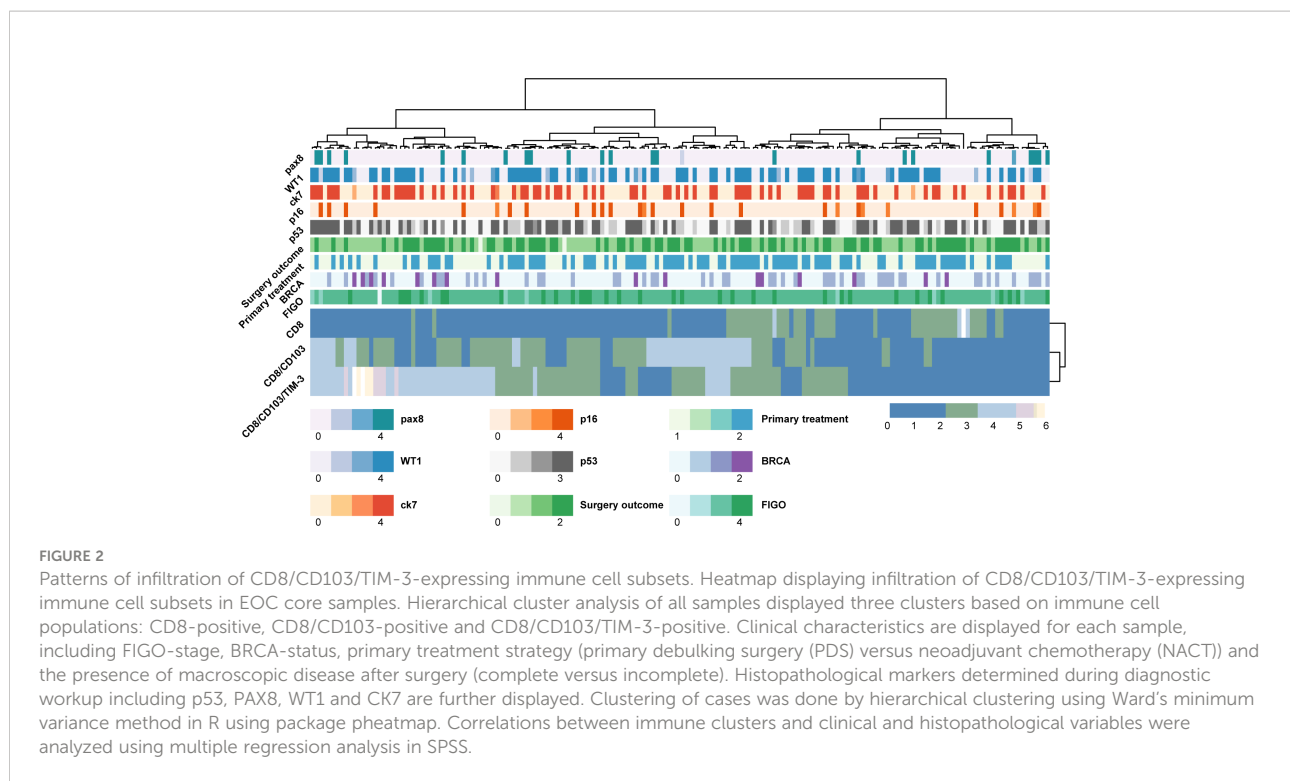 pax8
WT1
ck7
p16
p53
Surgery outcome
Primary treatment
BRCA
FIGO
CD8
CD8/CD103
CD8/CD103/TIM-3
0 4 pax8
0 4 p16
1 2 Primary treatment
0 1 2 3 4 5 6
0 4 WT1
0 3 p53
0 2 BRCA
0 4 ck7
0 2 Surgery outcome
0 4 FIGO
FIGURE 2
Patterns of infiltration of CD8/CD103/TIM-3-expressing immune cell subsets. Heatmap displaying infiltration of CD8/CD103/TIM-3-expressing
immune cell subsets in EOC core samples. Hierarchical cluster analysis of all samples displayed three clusters based on immune cell
populations: CD8-positive, CD8/CD103-positive and CD8/CD103/TIM-3-positive. Clinical characteristics are displayed for each sample,
including FIGO-stage, BRCA-status, primary treatment strategy (primary debulking surgery (PDS) versus neoadjuvant chemotherapy (NACT)) and
the presence of macroscopic disease after surgery (complete versus incomplete). Histopathological markers determined during diagnostic
workup including p53, PAX8, WT1 and CK7 are further displayed. Clustering of cases was done by hierarchical clustering using Ward's minimum
variance method in R using package pheatmap. Correlations between immune clusters and clinical and histopathological variables were
analyzed using multiple regression analysis in SPSS.